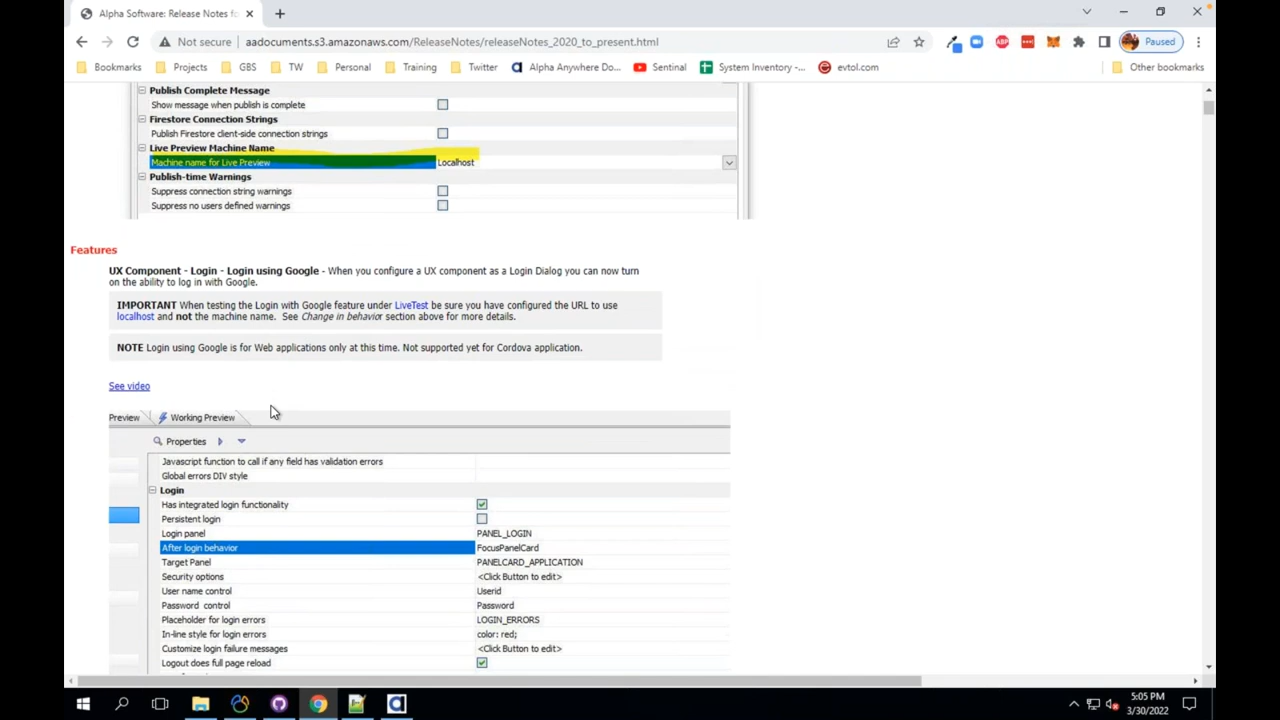 Alpha Software: Release Notes fo
Not secure
aadocuments.s3.amazonaws.com/ReleaseNotes/releaseNotes_2020_to_present.html
ABP
Paused
Bookmarks
Projects
GBS
TW
Personal
Training
Twitter
Alpha Anywhere Do...
Sentinal
System Inventory -...
evtol.com
Other bookmarks
Publish Complete Message
Show message when publish is complete
Firestore Connection Strings
Publish Firestore client-side connection strings
Live Preview Machine Name
Machine name for Live Preview Localhost
Publish-time Warnings
Suppress connection string warnings
Suppress no users defined warnings
Features
UX Component - Login - Login using Google - When you configure a UX component as a Login Dialog you can now turn
on the ability to log in with Google.
IMPORTANT When testing the Login with Google feature under LiveTest be sure you have configured the URL to use
localhost and not the machine name. See Change in behavior section above for more details.
NOTE Login using Google is for Web applications only at this time. Not supported yet for Cordova application.
See video
Preview Working Preview
Properties
Javascript function to call if any field has validation errors
Global errors DIV style
Login
Has integrated login functionality
Persistent login
Login panel PANEL_LOGIN
After login behavior FocusPanelCard
Target Panel PANELCARD_APPLICATION
Security options <Click Button to edit>
User name control Userid
Password control Password
Placeholder for login errors LOGIN_ERRORS
In-line style for login errors color: red;
Customize login failure messages <Click Button to edit>
Logout does full page reload
5:05 PM
3/30/2022